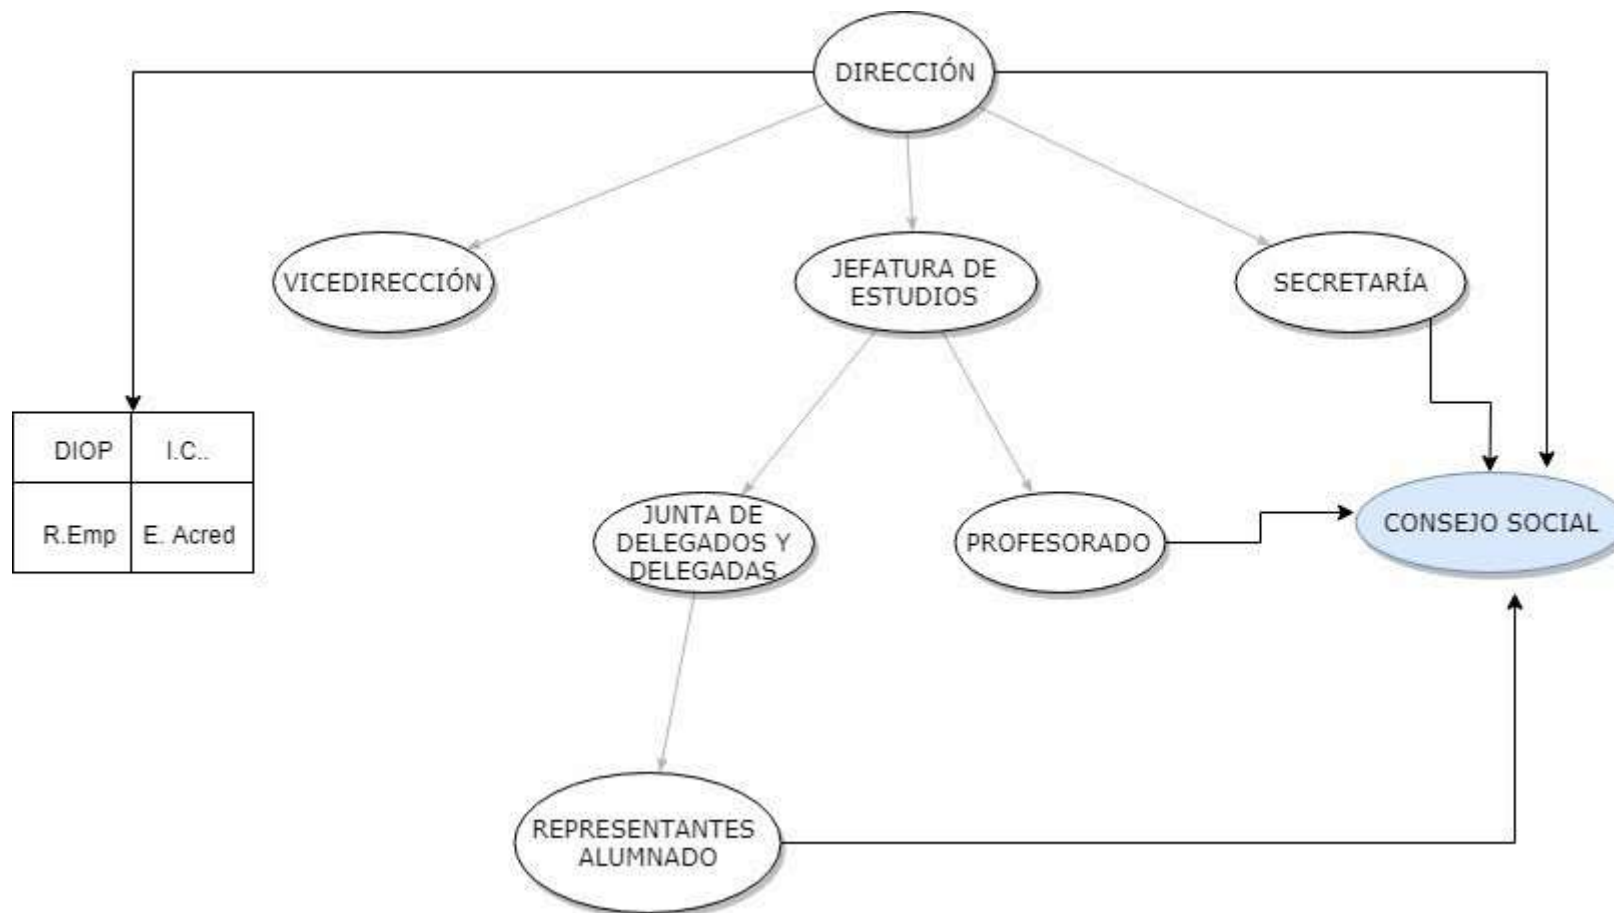 DIRECCIÓN
VICEDIRECCIÓN
JEFATURA DE
ESTUDIOS
SECRETARÍA
DIOP
I.C..
R.Emp
E. Acred
JUNTA DE
DELEGADOS Y
DELEGADAS
PROFESORADO
CONSEJO SOCIAL
REPRESENTANTES
ALUMNADO